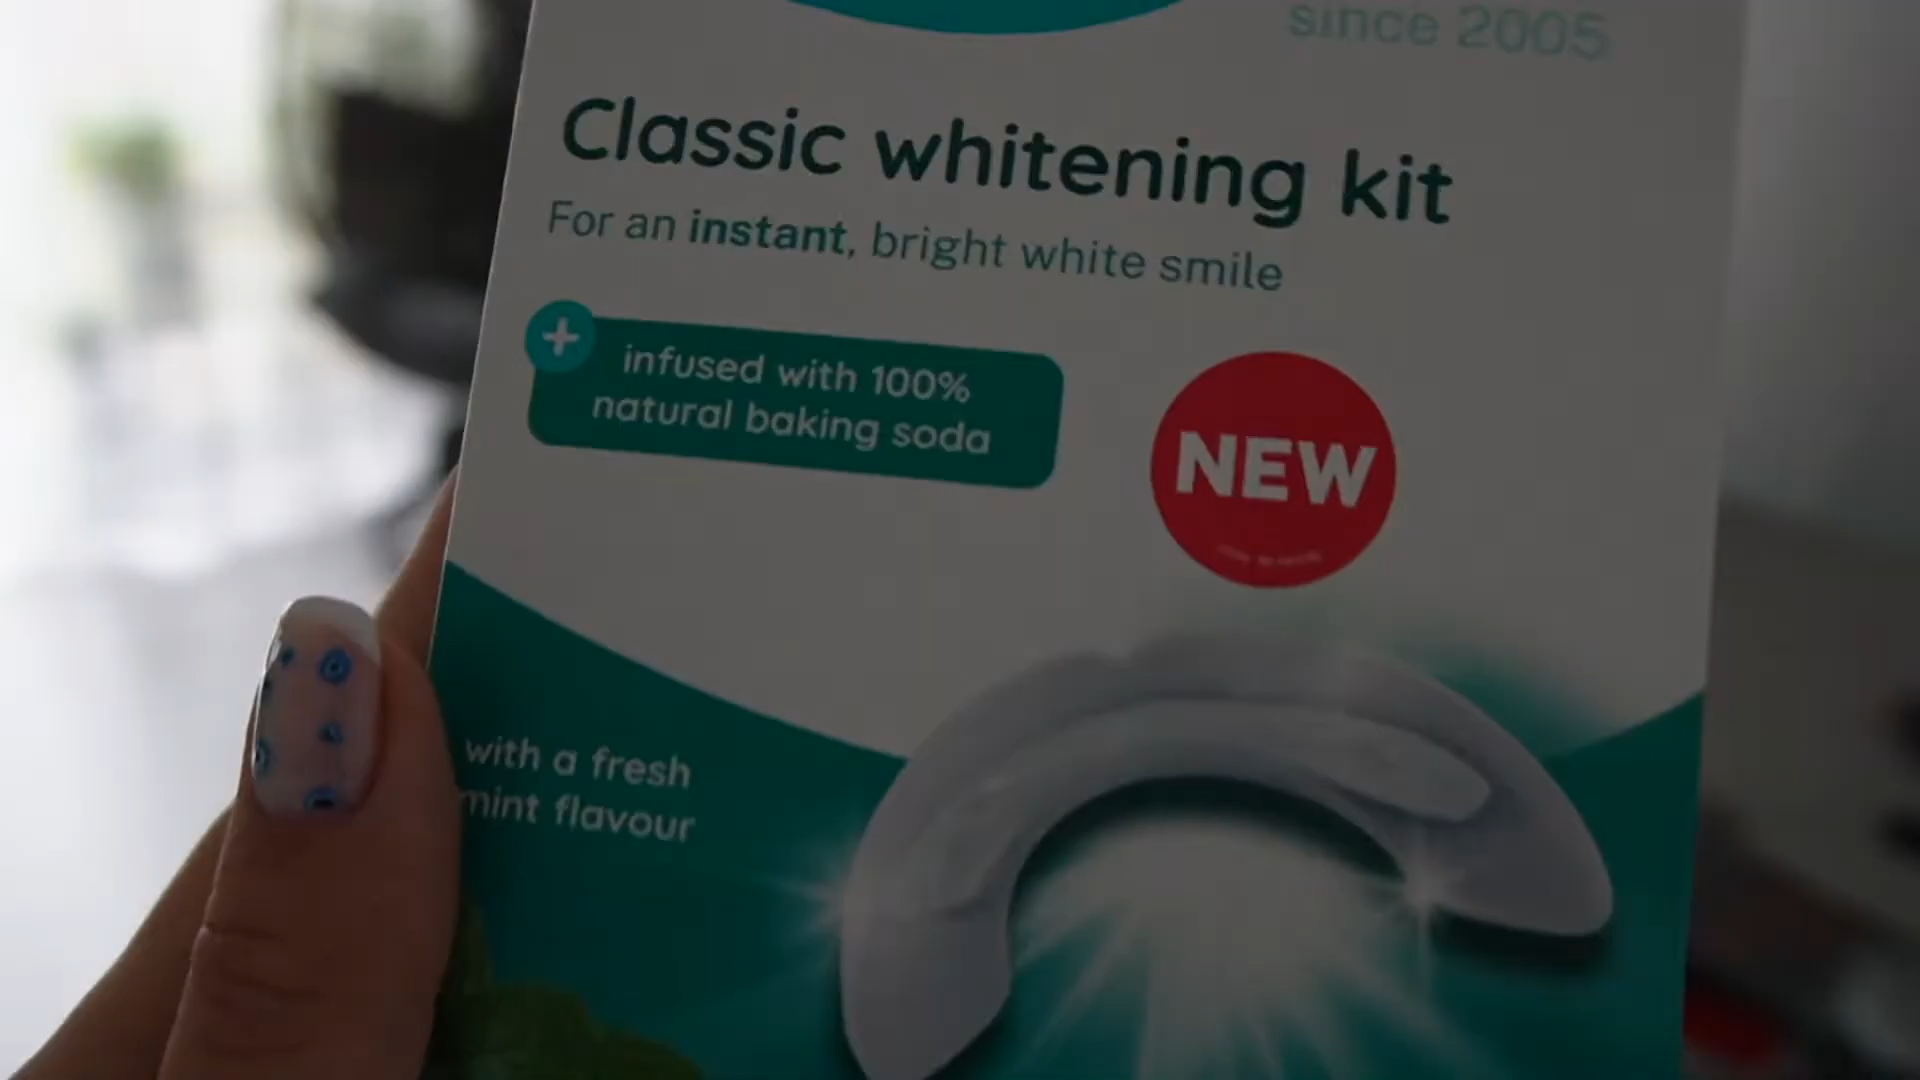 since 2005
Classic whitening kit
For an instant, bright white smile
+
infused with 100%
natural baking soda
NEW
with a fresh
mint flavour